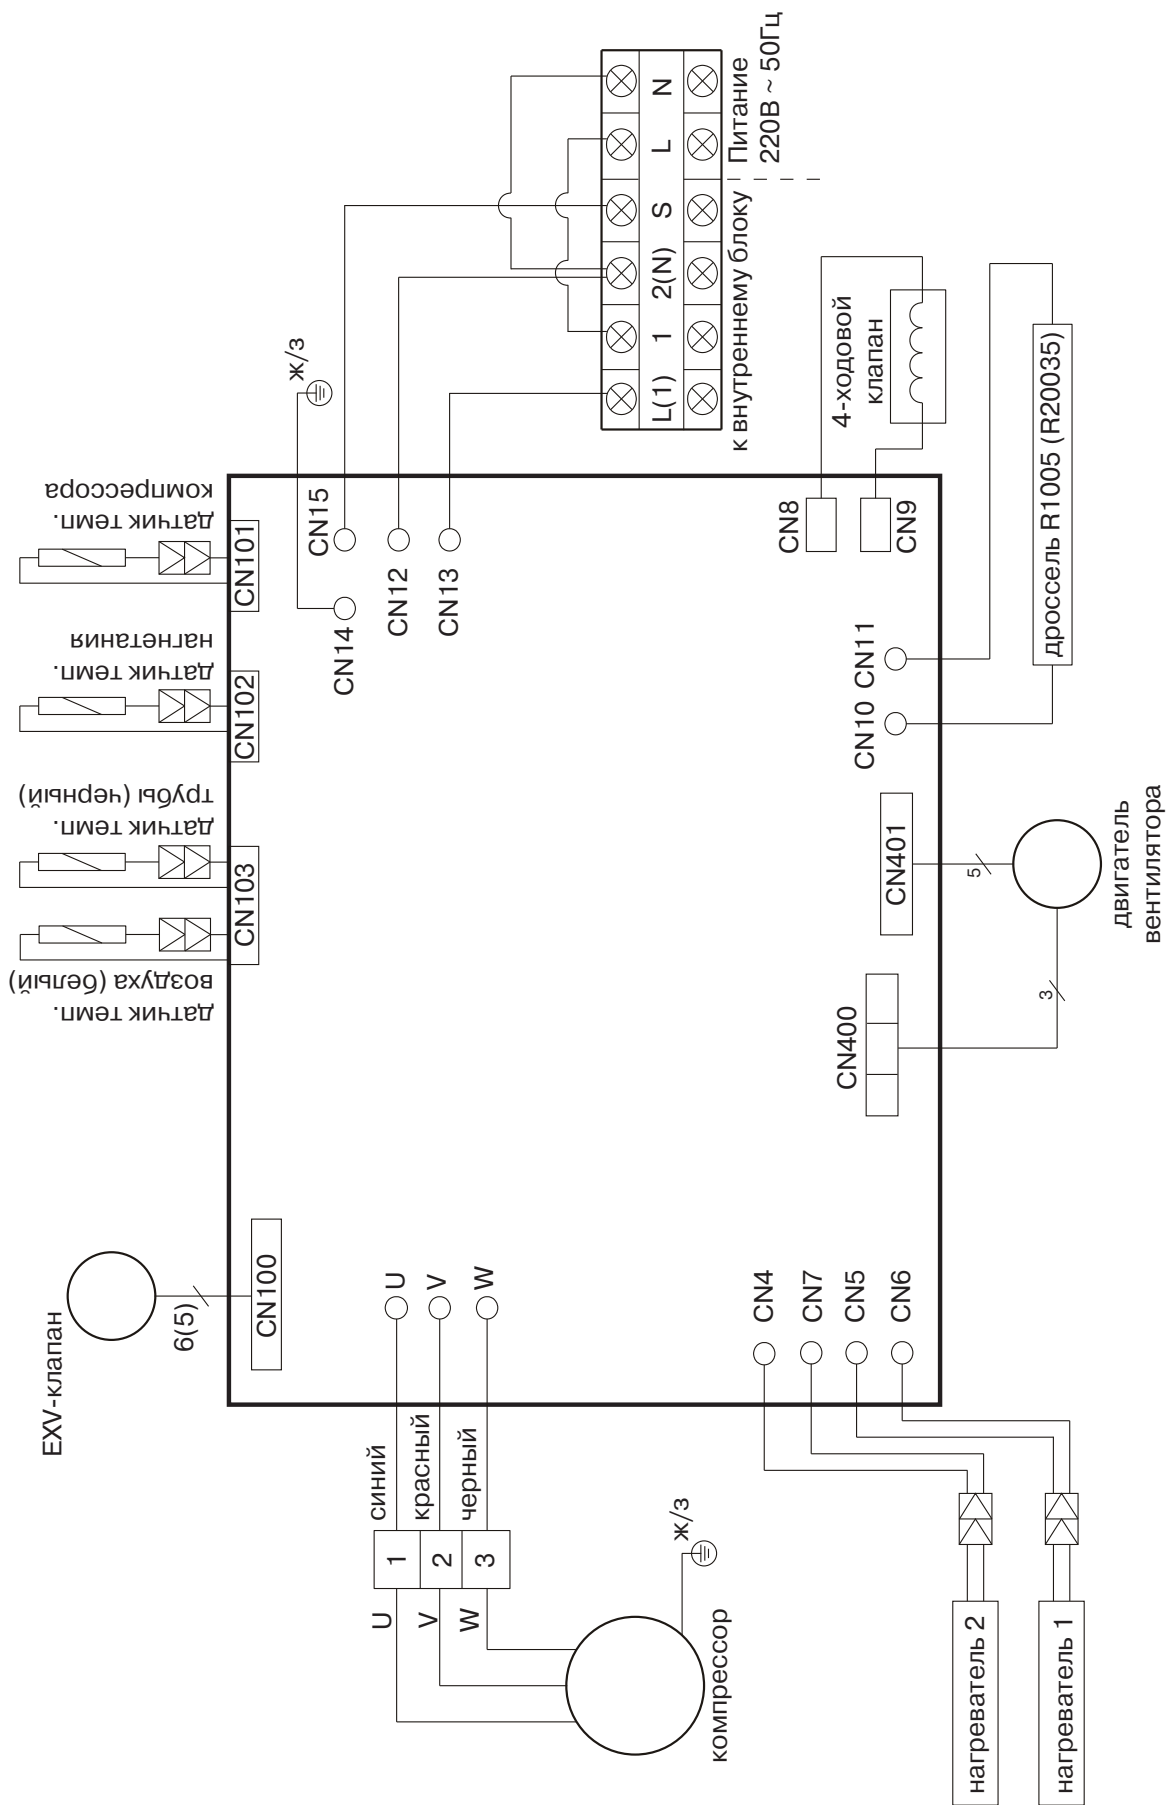 EXV-клапан
6(5)
CN100
датчик темп.
воздуха (белый)
CN103
датчик темп.
трубы (черный)
CN102
датчик темп.
нагнетания
CN101
датчик темп.
компрессора
компрессор
ж/з
U
V
W
1
2
3
синий
красный
черный
U
V
W
CN14
CN15
CN12
CN13
ж/з
L(1)
1
2(N)
S
L
N
к внутреннему блоку
Питание
220В ~ 50Гц
нагреватель 2
нагреватель 1
CN4
CN7
CN5
CN6
CN400
3
CN401
5
двигатель
вентилятора
CN10
CN11
дроссель R1005 (R20035)
CN8
CN9
4-ходовой
клапан